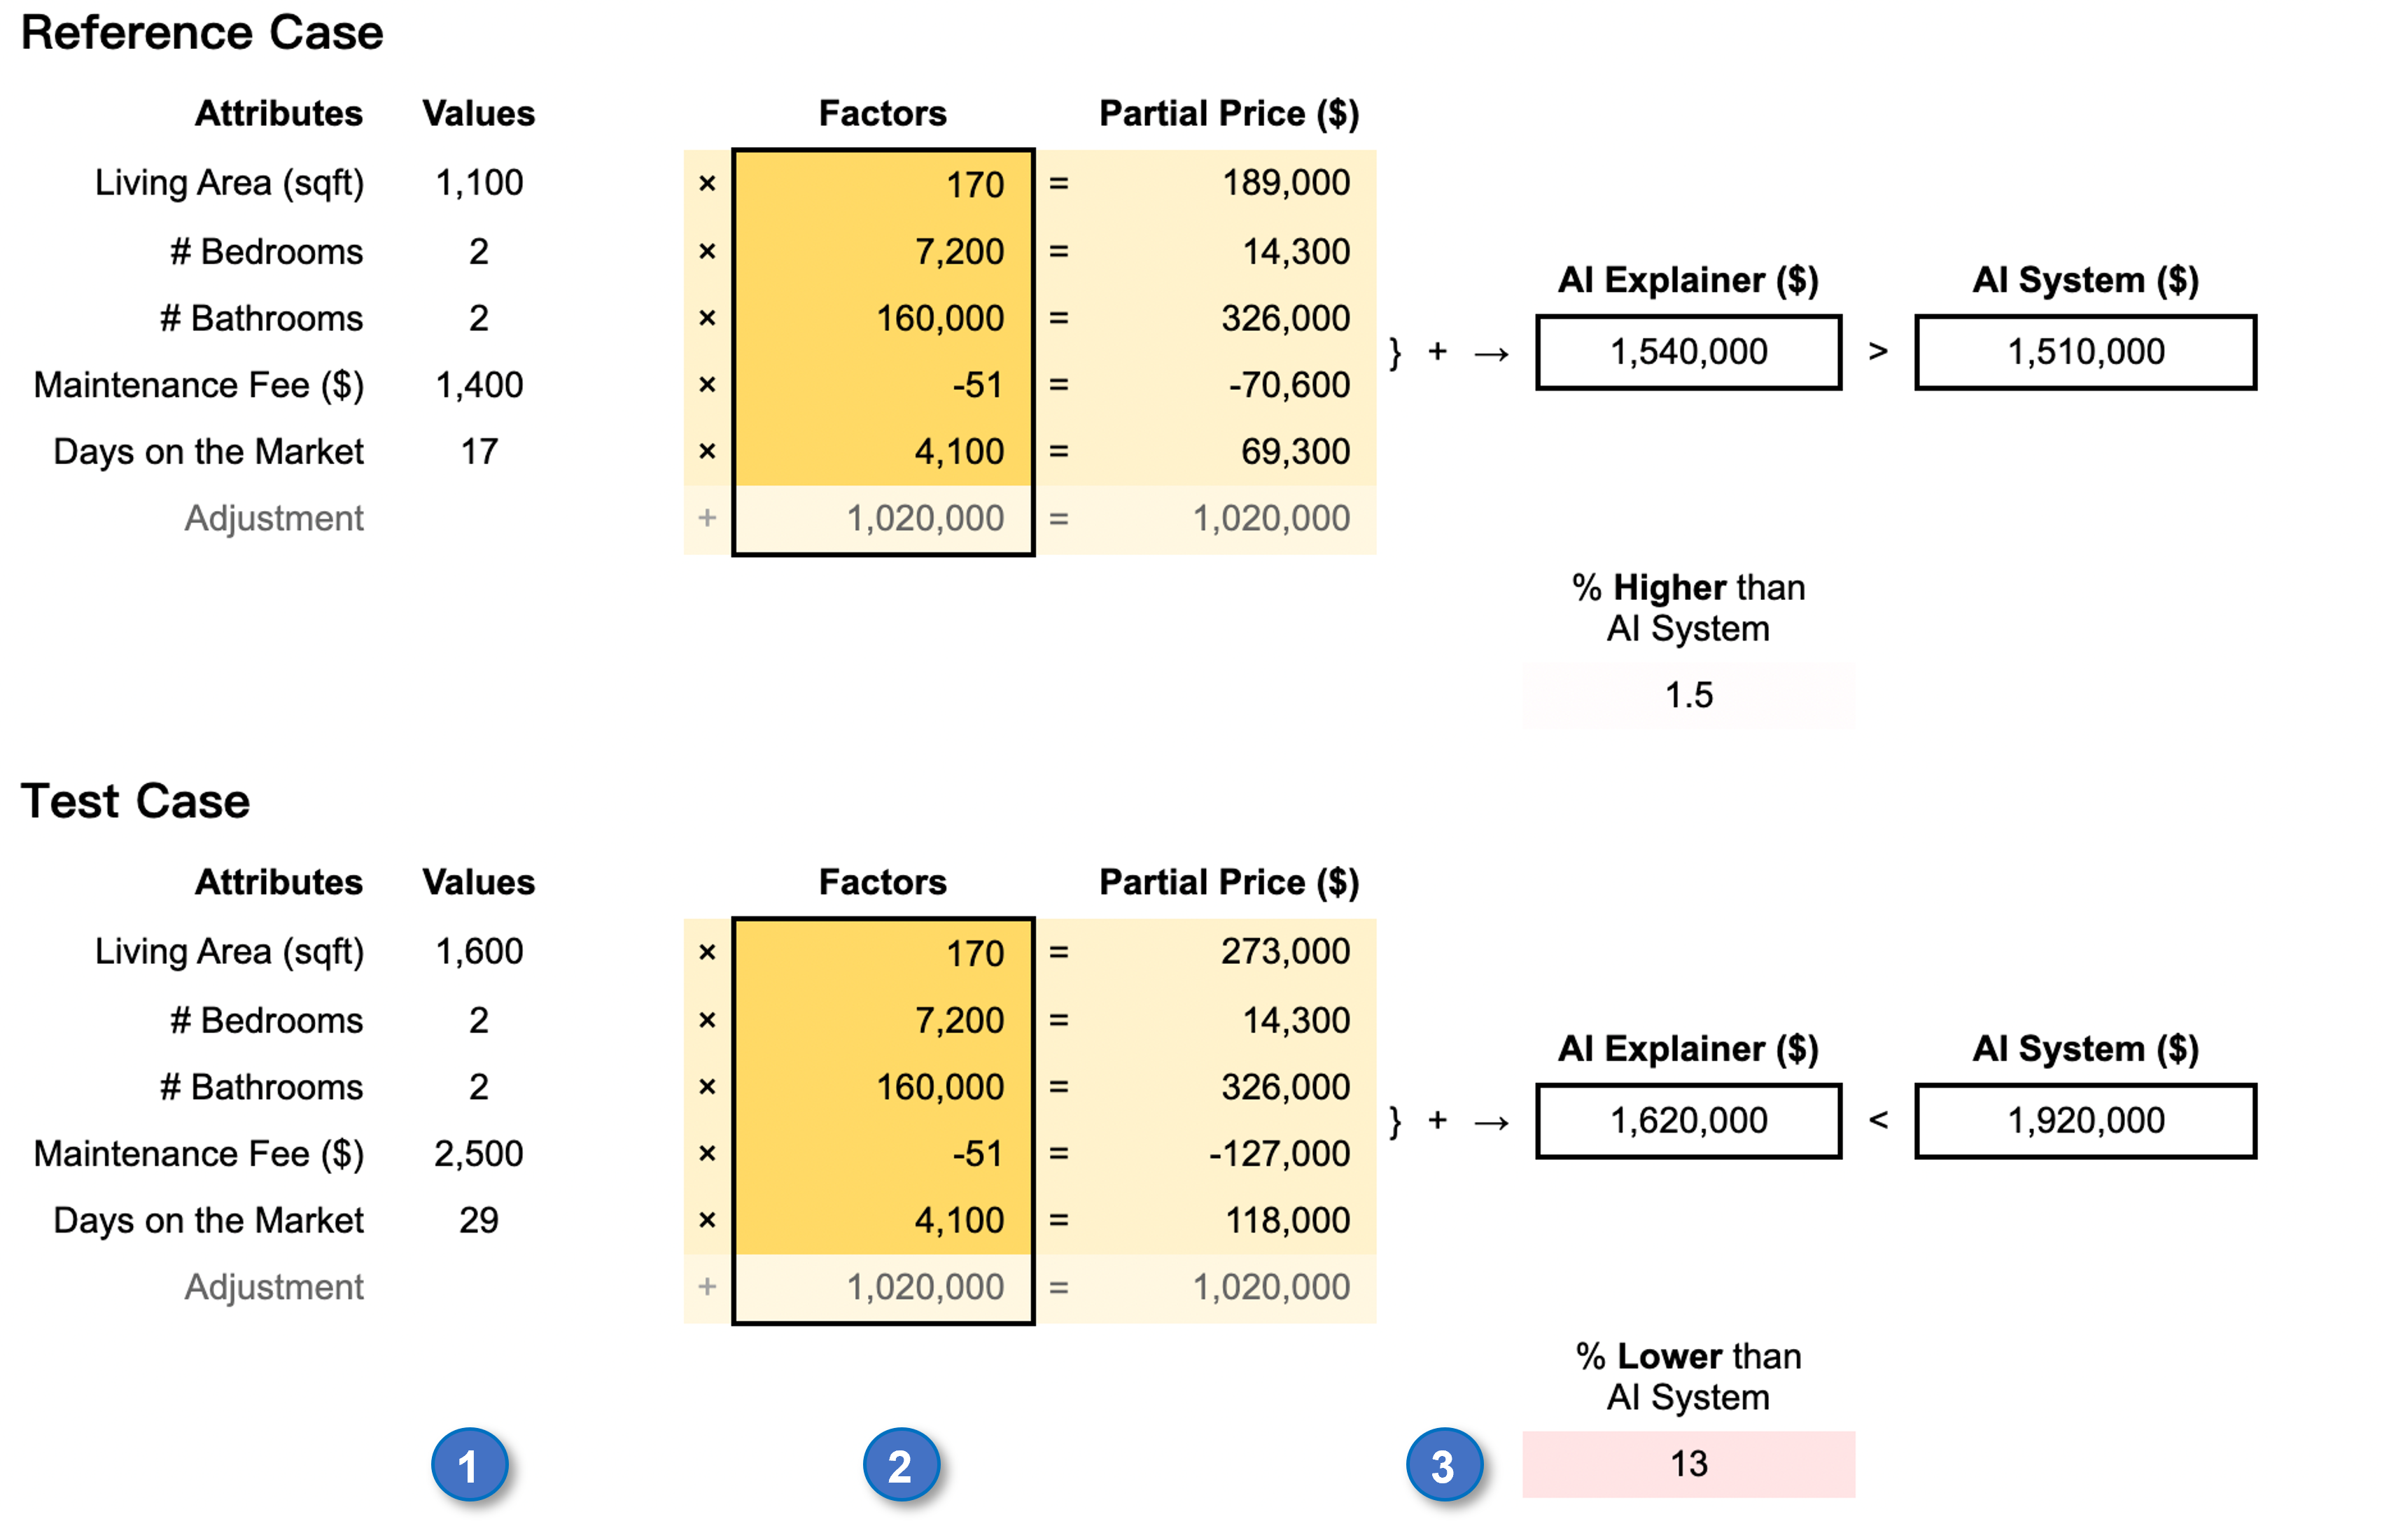 Reference Case
Attributes Values Factors Partial Price ($)
Living Area (sqft) 1,100 × 170 = 189,000
# Bedrooms 2 × 7,200 = 14,300
# Bathrooms 2 × 160,000 = 326,000
Maintenance Fee ($) 1,400 × -51 = -70,600
Days on the Market 17 × 4,100 = 69,300
Adjustment + 1,020,000 = 1,020,000
AI Explainer ($) AI System ($)
} + → 1,540,000 > 1,510,000
% Higher than
AI System
1.5
Test Case
Attributes Values Factors Partial Price ($)
Living Area (sqft) 1,600 × 170 = 273,000
# Bedrooms 2 × 7,200 = 14,300
# Bathrooms 2 × 160,000 = 326,000
Maintenance Fee ($) 2,500 × -51 = -127,000
Days on the Market 29 × 4,100 = 118,000
Adjustment + 1,020,000 = 1,020,000
AI Explainer ($) AI System ($)
} + → 1,620,000 < 1,920,000
% Lower than
AI System
13
1 2 3